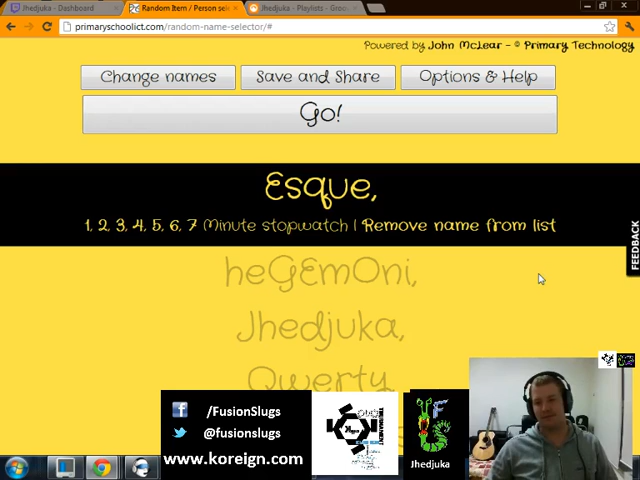 Jhedjuka - Dashboard
Random Item / Person sele
Jhedjuka - Playlists - Groov
primaryschoolict.com/random-name-selector/#
Powered by John McLear - © Primary Technology
Change names
Save and Share
Options & Help
Go!
Esque,
1, 2, 3, 4, 5, 6, 7 Minute stopwatch | Remove name from list
FEEDBACK
heGEmOni,
Jhedjuka,
Qwerty
/FusionSlugs
@fusionslugs
www.koreign.com
Jhedjuka